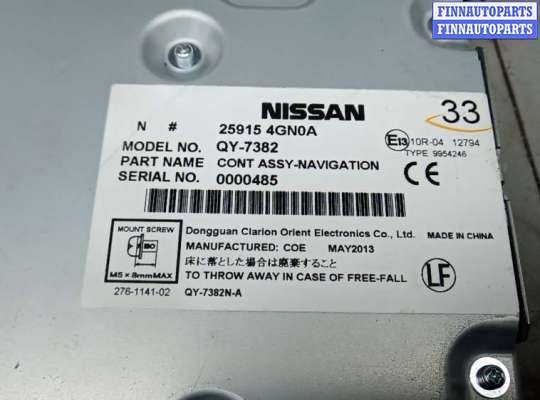 FINNAUTOPARTS
FINNAUTOPARTS
NISSAN
33
N # 25915 4GN0A
MODEL NO. QY-7382
E13 10R-04 12794
TYPE 9954246
PART NAME CONT ASSY-NAVIGATION
SERIAL NO. 0000485
CE
MOUNT SCREW
ISO
M5 × 8mmMAX
Dongguan Clarion Orient Electronics Co., Ltd. MADE IN CHINA
MANUFACTURED: COE MAY2013
床に落とした場合は廃棄すること
TO THROW AWAY IN CASE OF FREE-FALL
LF
276-1141-02 QY-7382N-A
FINNAUTOPARTS
FINNAUTOPARTS